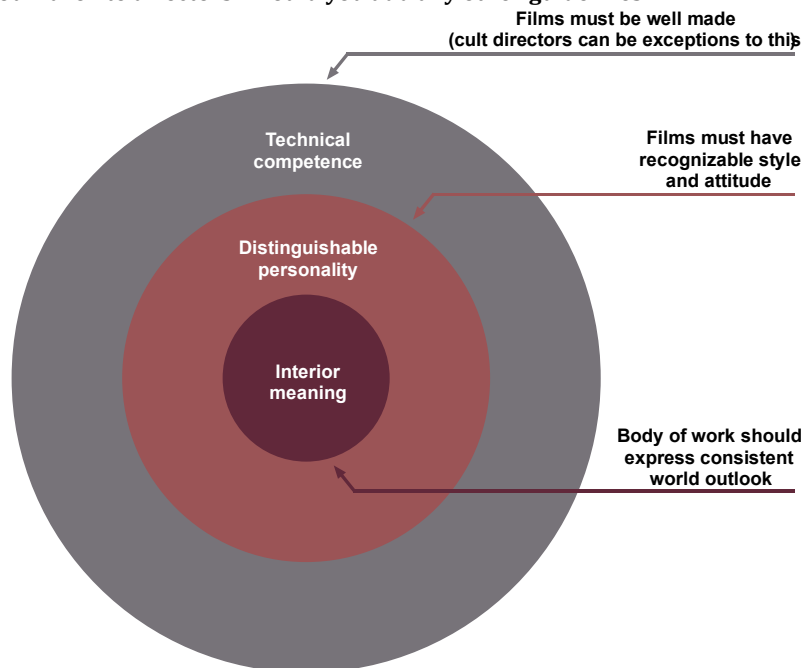 Films must be well made
(cult directors can be exceptions to this)
Technical
competence
Films must have
recognizable style
and attitude
Distinguishable
personality
Interior
meaning
Body of work should
express consistent
world outlook